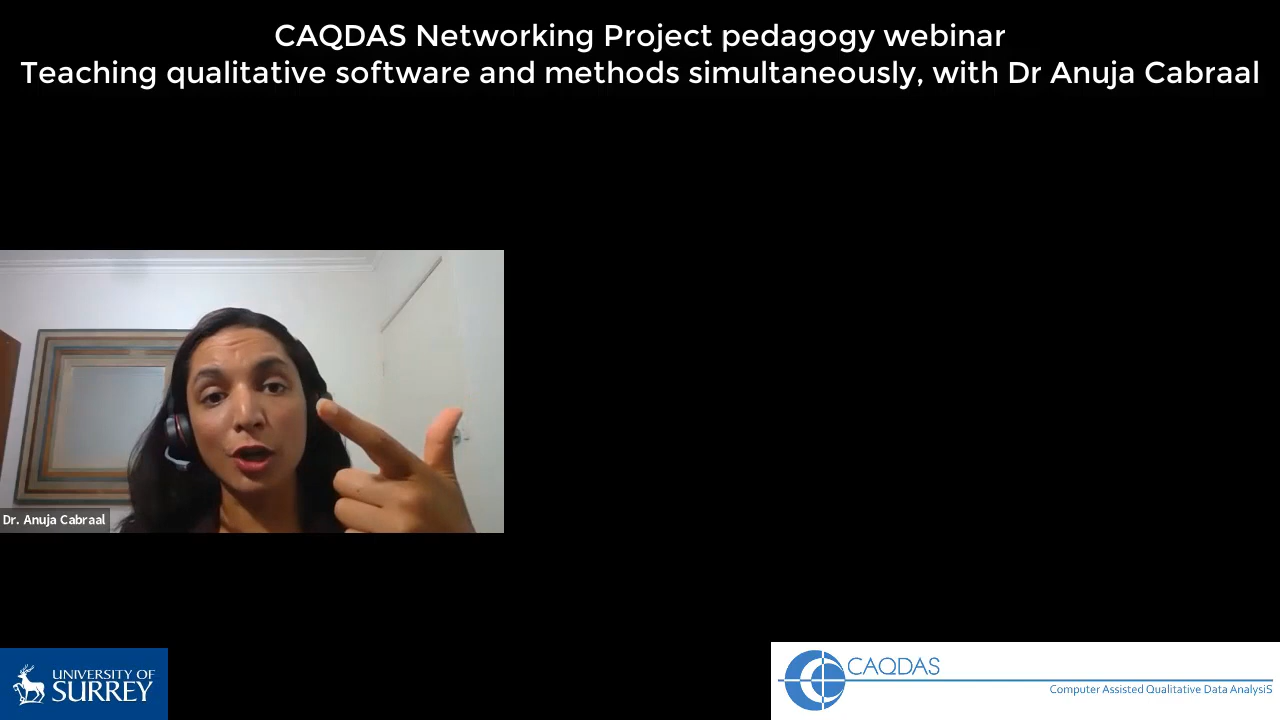 CAQDAS Networking Project pedagogy webinar
Teaching qualitative software and methods simultaneously, with Dr Anuja Cabraal
Dr. Anuja Cabraal
UNIVERSITY OF
SURREY
CAQDAS
Computer Assisted Qualitative Data AnalysiS